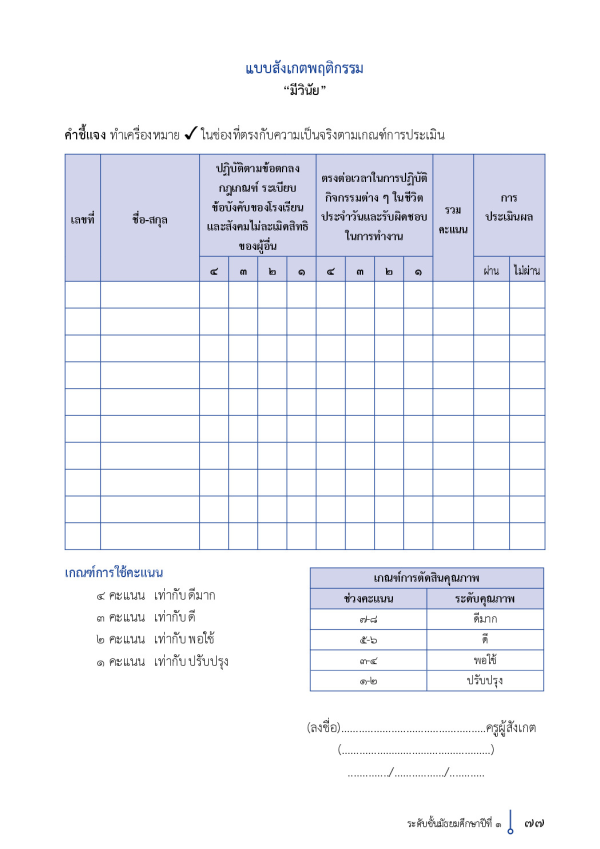 แบบสังเกตพฤติกรรม
“มีวินัย”
คำชี้แจง ทำเครื่องหมาย ✓ ในช่องที่ตรงกับความเป็นจริงตามเกณฑ์การประเมิน
เลขที่
ชื่อ-สกุล
ปฏิบัติตามข้อตกลง
กฎเกณฑ์ ระเบียบ
ข้อบังคับของโรงเรียน
และสังคมไม่ละเมิดสิทธิ
ของผู้อื่น
ตรงต่อเวลาในการปฏิบัติ
กิจกรรมต่าง ๆ ในชีวิต
ประจำวันและรับผิดชอบ
ในการทำงาน
รวม
คะแนน
การ
ประเมินผล
๔ ๓ ๒ ๑ ๔ ๓ ๒ ๑ ผ่าน ไม่ผ่าน
เกณฑ์การใช้คะแนน
๔ คะแนน เท่ากับ ดีมาก
๓ คะแนน เท่ากับ ดี
๒ คะแนน เท่ากับ พอใช้
๑ คะแนน เท่ากับ ปรับปรุง
เกณฑ์การตัดสินคุณภาพ
ช่วงคะแนน ระดับคุณภาพ
๗-๘ ดีมาก
๕-๖ ดี
๓-๔ พอใช้
๑-๒ ปรับปรุง
(ลงชื่อ)..................................................ครูผู้สังเกต
(...................................................)
............../................./............
ระดับชั้นมัธยมศึกษาปีที่ ๑ ๗๗